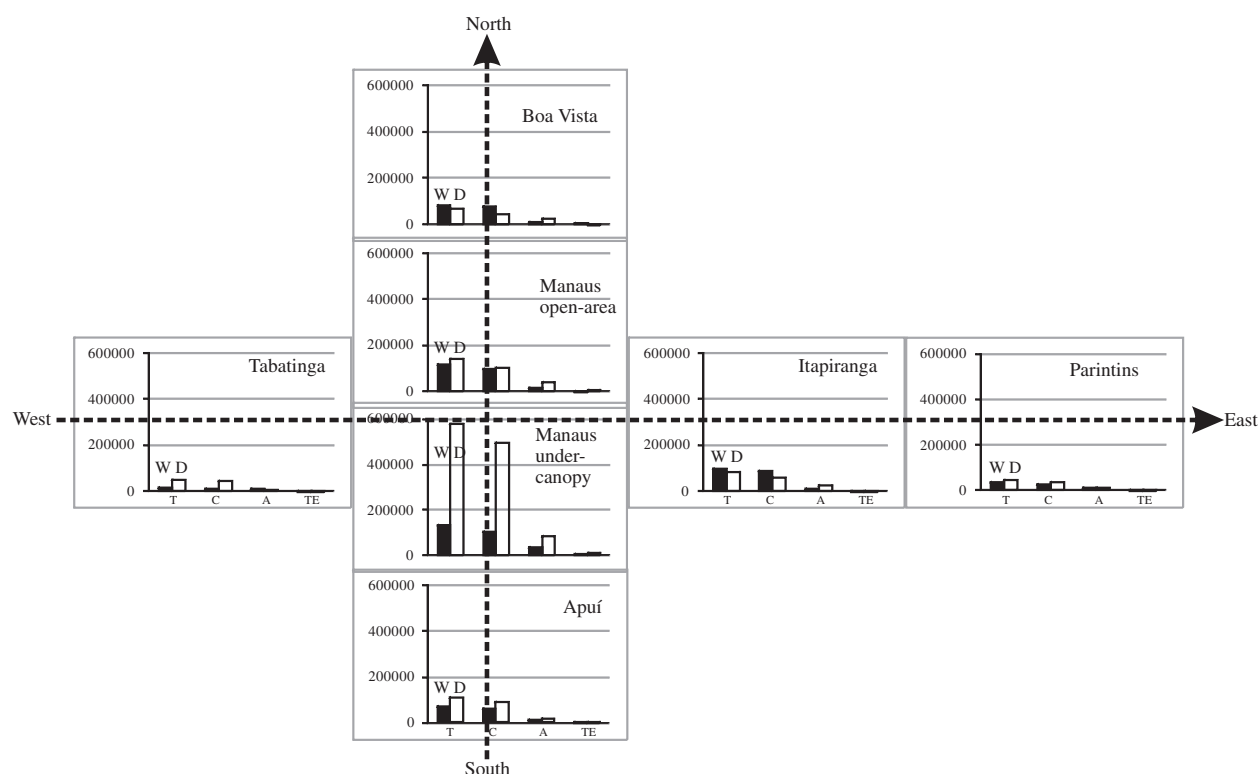 North
600000
Boa Vista
400000
200000
W D
0
600000
Manaus
open-area
400000
200000
W D
0
600000
Tabatinga
400000
200000
W D
0
T C A TE
600000
Itapiranga
400000
200000
W D
0
T C A TE
600000
Parintins
400000
200000
W D
0
T C A TE
West
East
600000
Manaus
under-
canopy
W D
400000
200000
0
600000
Apuí
400000
200000
W D
0
T C A TE
South